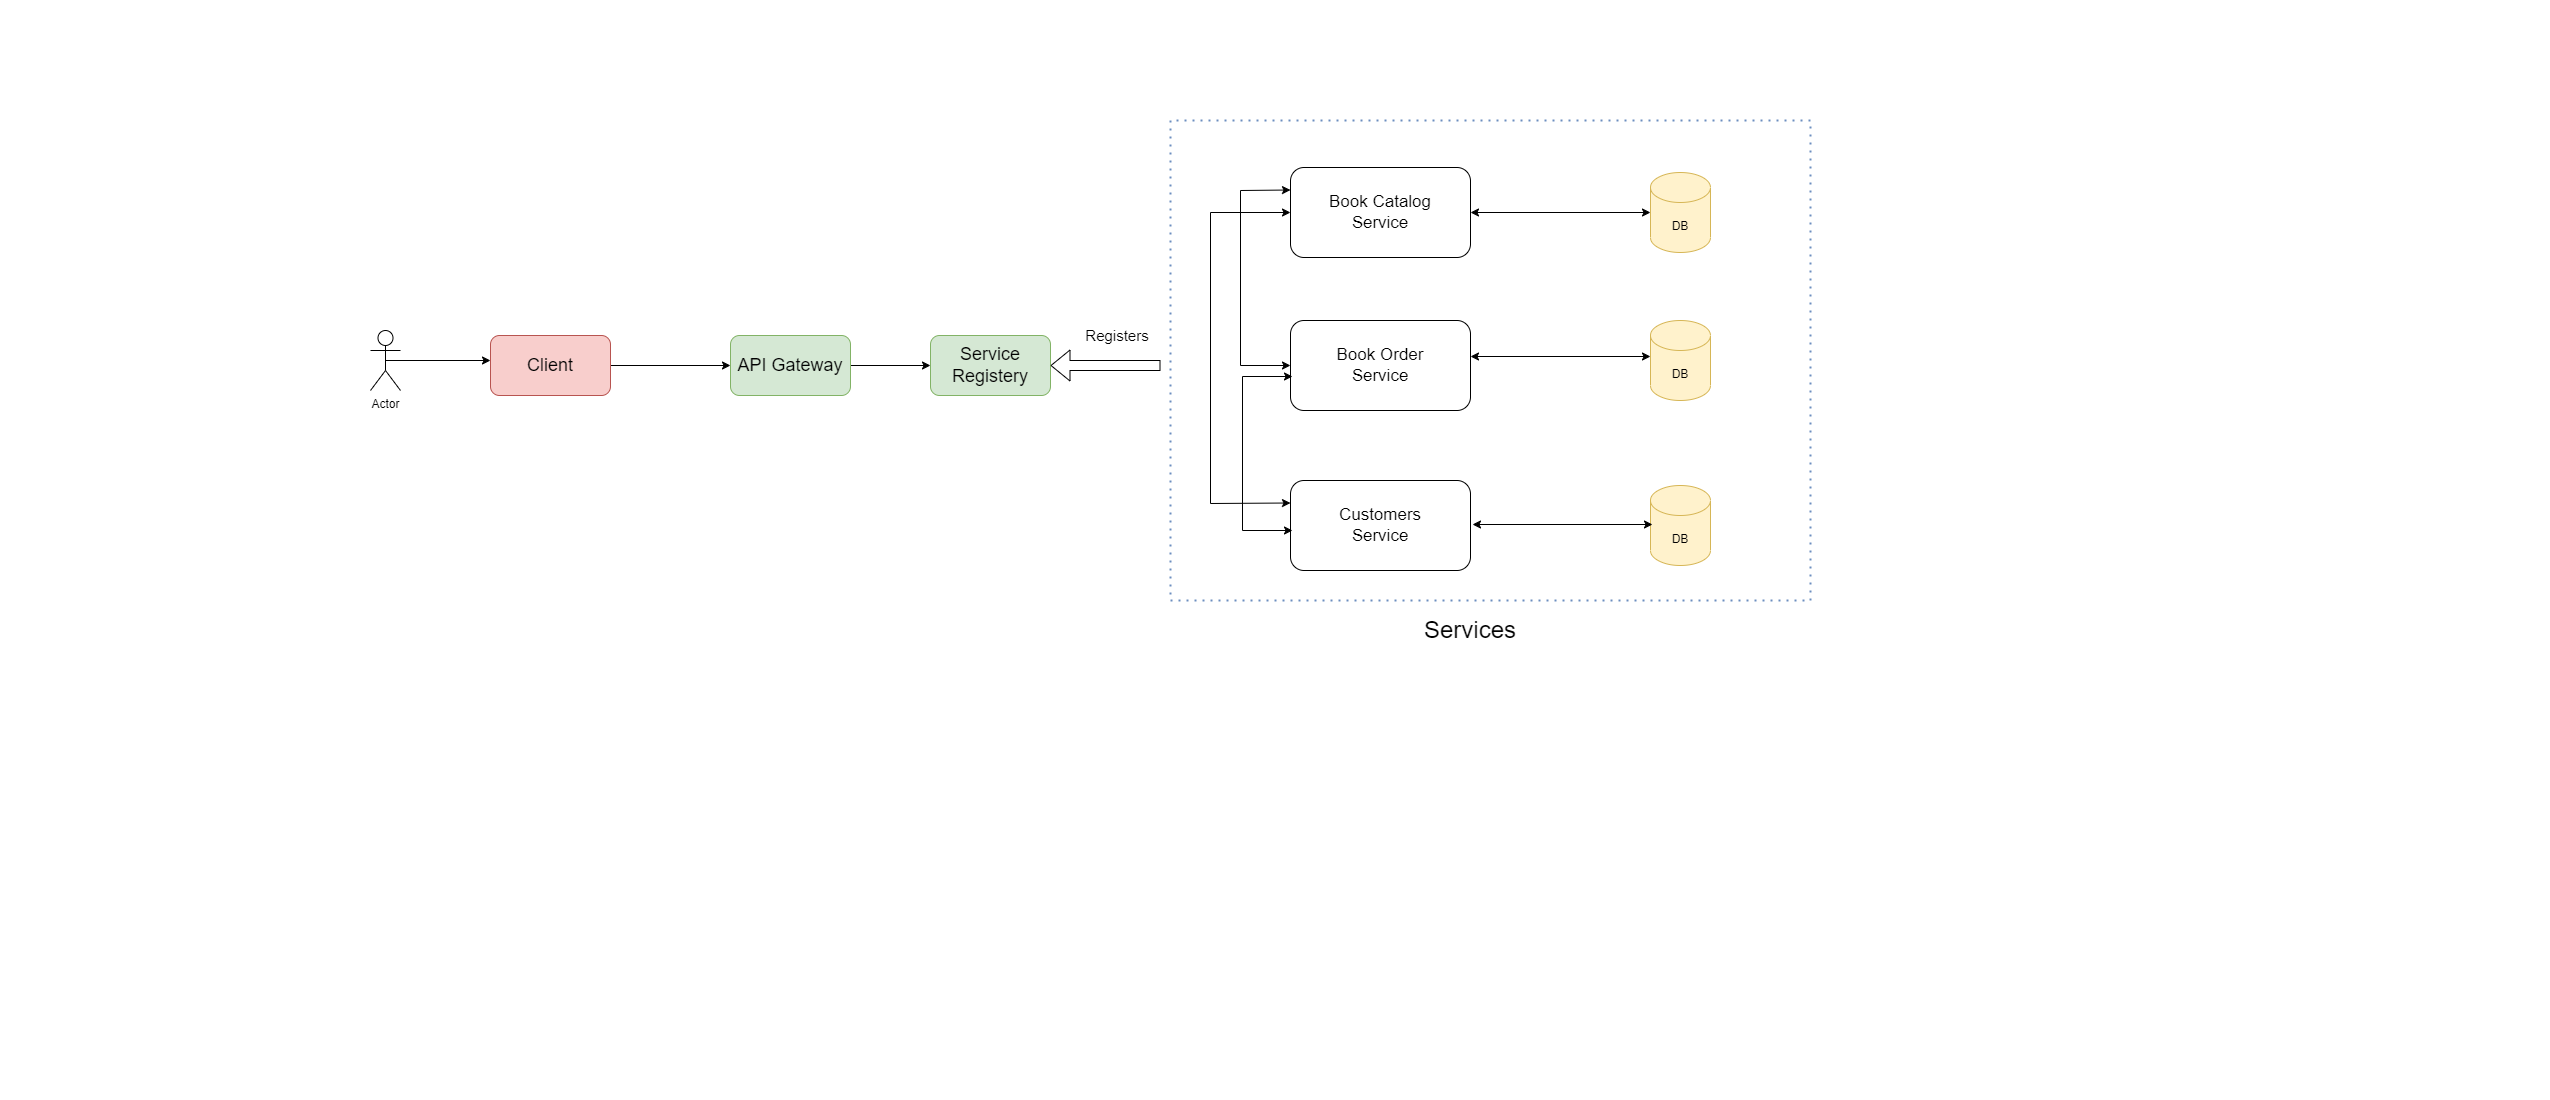 Actor
Client
API Gateway
Service
Registery
Registers
Book Catalog
Service
DB
Book Order
Service
DB
Customers
Service
DB
Services